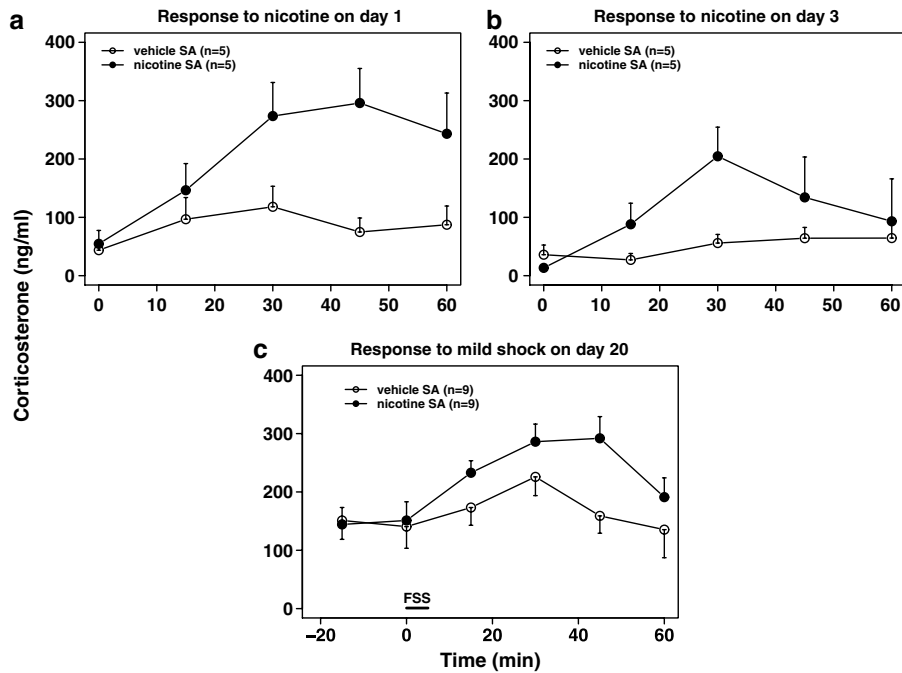 a Response to nicotine on day 1
400
300
200
100
0
vehicle SA (n=5)
nicotine SA (n=5)
0 10 20 30 40 50 60
b Response to nicotine on day 3
400
300
200
100
0
vehicle SA (n=5)
nicotine SA (n=5)
0 10 20 30 40 50 60
Corticosterone (ng/ml)
c Response to mild shock on day 20
400
300
200
100
0
vehicle SA (n=9)
nicotine SA (n=9)
FSS
−20 0 20 40 60
Time (min)